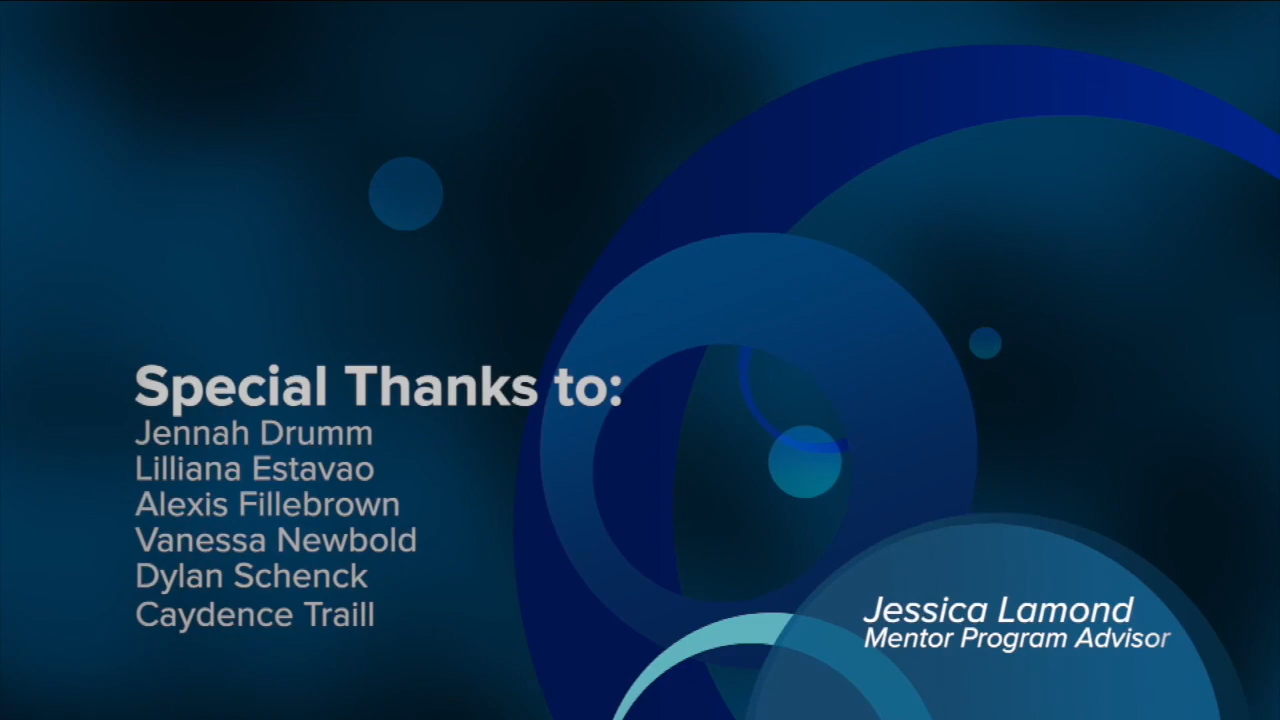 Special Thanks to:
Jennah Drumm
Lilliana Estavao
Alexis Fillebrown
Vanessa Newbold
Dylan Schenck
Caydence Traill
Jessica Lamond
Mentor Program Advisor